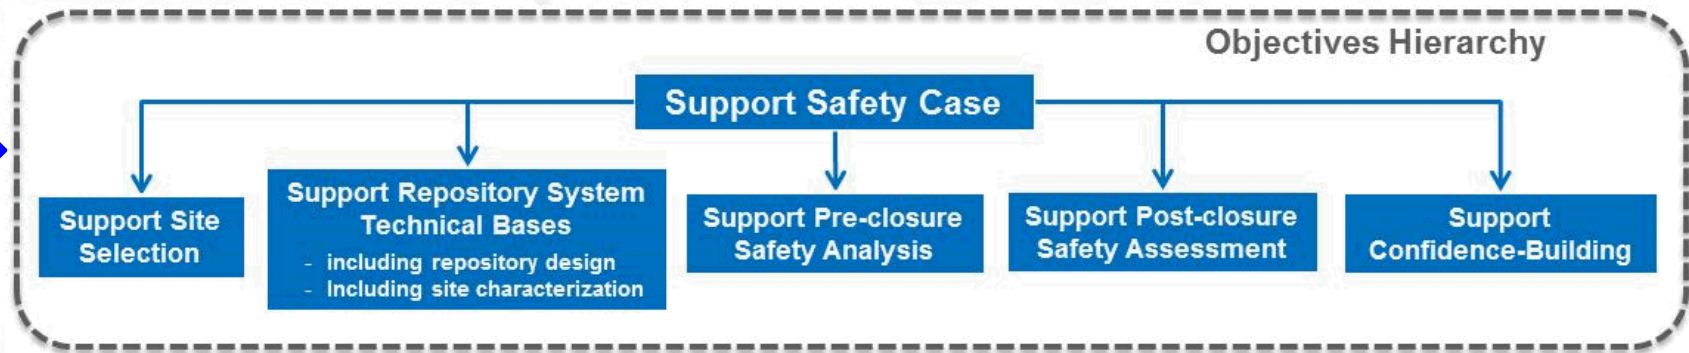 Objectives Hierarchy
Support Safety Case
Support Site
Selection
Support Repository System
Technical Bases
- including repository design
- Including site characterization
Support Pre-closure
Safety Analysis
Support Post-closure
Safety Assessment
Support
Confidence-Building